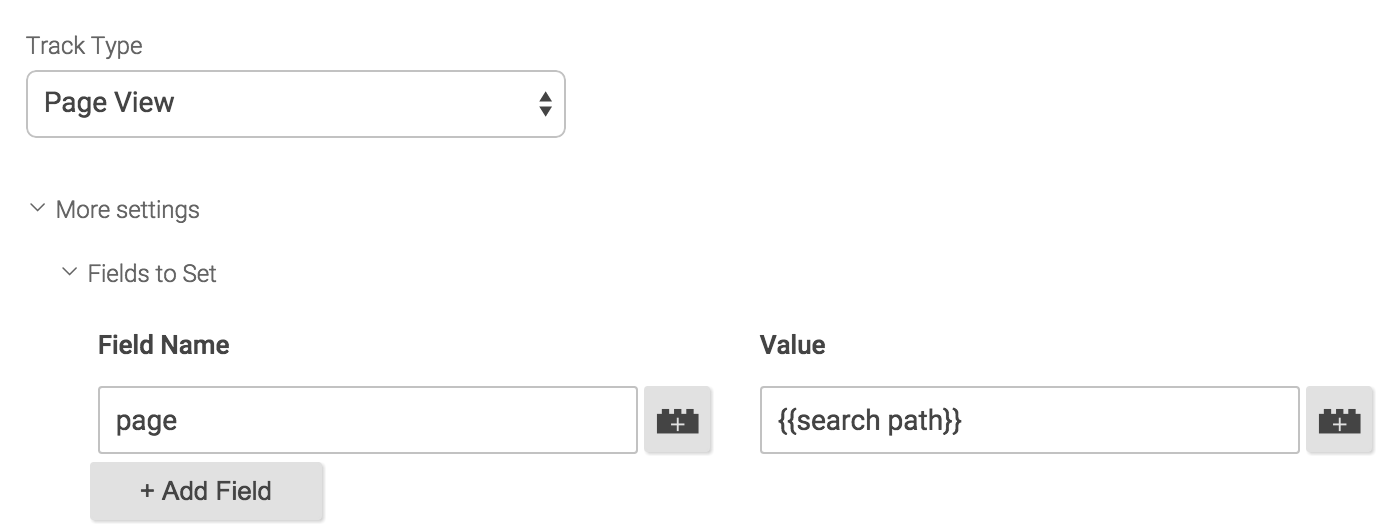 Track Type
Page View
More settings
Fields to Set
Field Name Value
page {{search path}}
+ Add Field